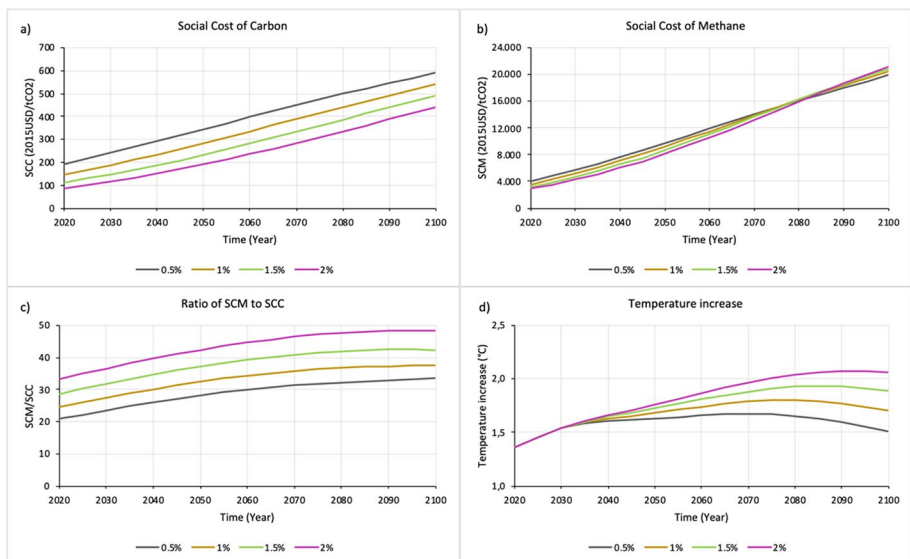 a) Social Cost of Carbon
SCC (2015USD/tCO2)
700
600
500
400
300
200
100
0
2020 2030 2040 2050 2060 2070 2080 2090 2100
Time (Year)
0.5% 1% 1.5% 2%
b) Social Cost of Methane
SCM (2015USD/tCO2)
24.000
20.000
16.000
12.000
8.000
4.000
0
2020 2030 2040 2050 2060 2070 2080 2090 2100
Time (Year)
0.5% 1% 1.5% 2%
c) Ratio of SCM to SCC
SCM/SCC
50
40
30
20
10
0
2020 2030 2040 2050 2060 2070 2080 2090 2100
Time (Year)
0.5% 1% 1.5% 2%
d) Temperature increase
Temperature increase (°C)
2,5
2,0
1,5
1,0
2020 2030 2040 2050 2060 2070 2080 2090 2100
Time (Year)
0.5% 1% 1.5% 2%